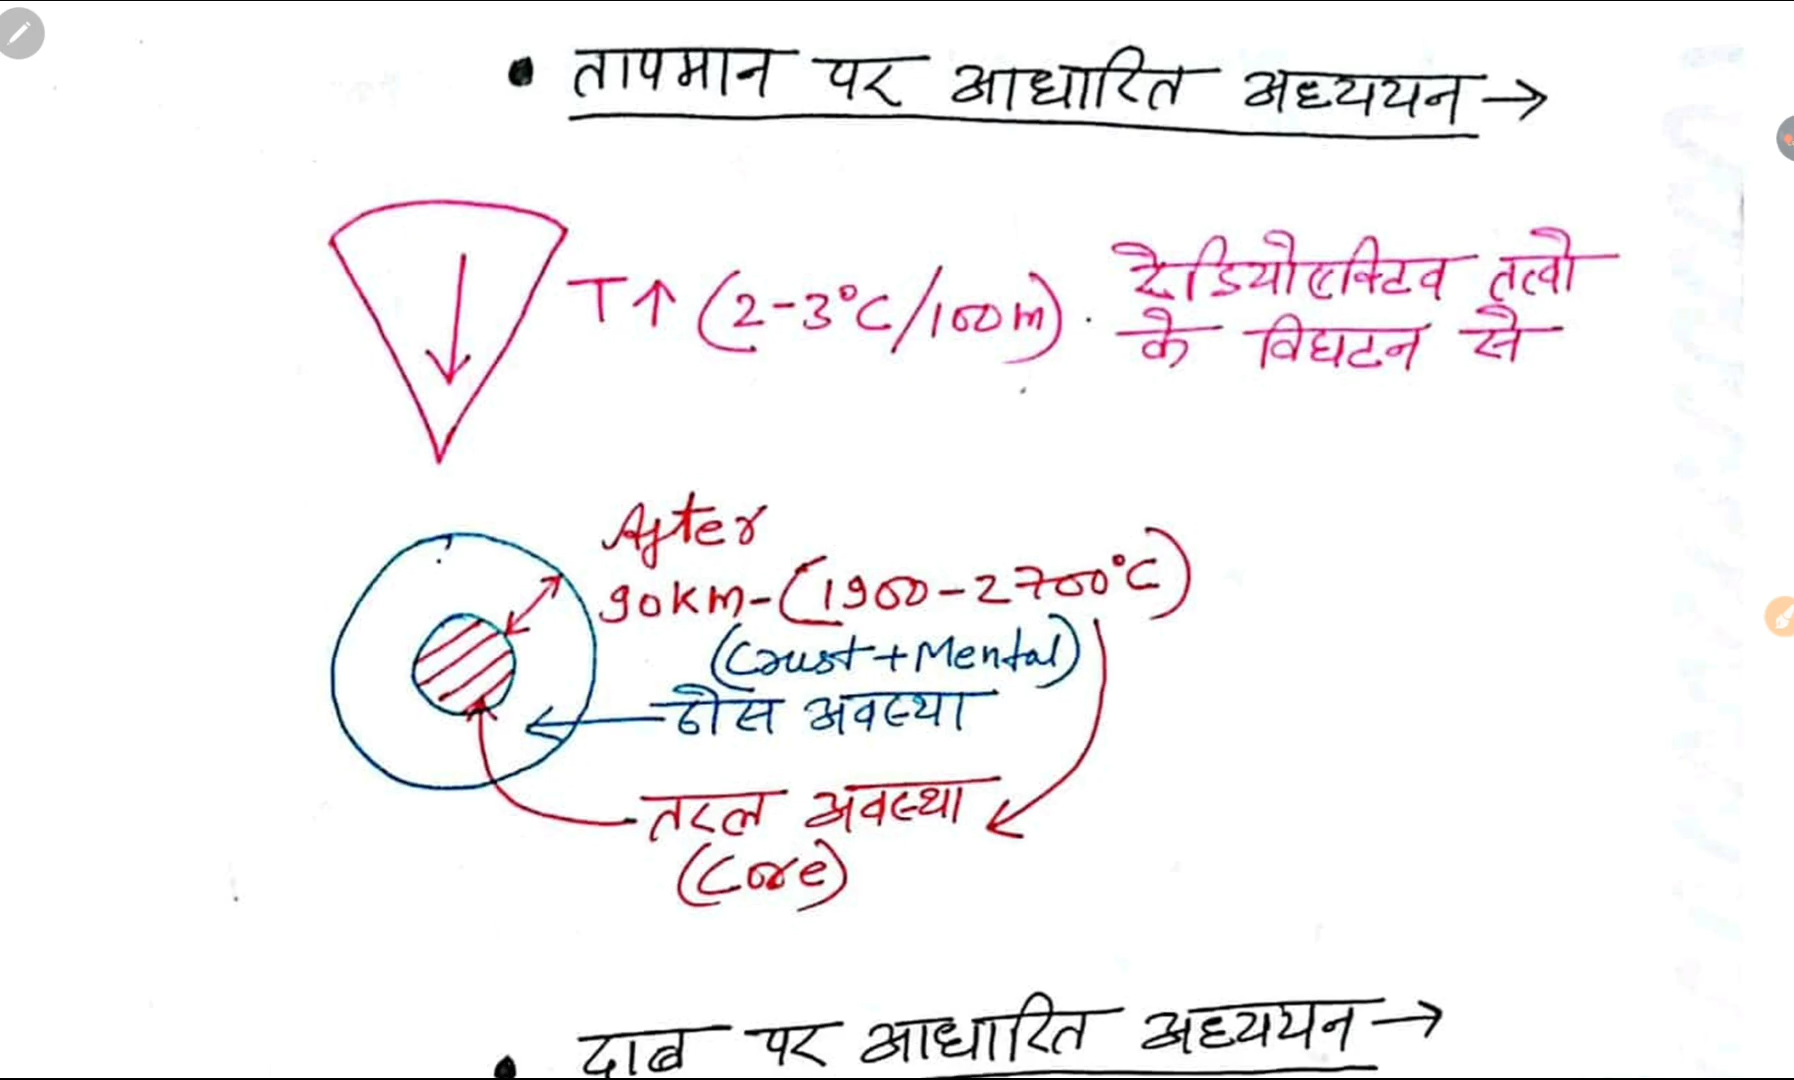 • तापमान पर आधारित अध्ययन →
T↑ (2-3°C/100m). रैडियोएक्टिव तत्वो
के विघटन से
After
90km-(1900-2700°C)
(Crust+Mental)
ठोस अवस्था
तरल अवस्था
(Core)
• दाब पर आधारित अध्ययन →